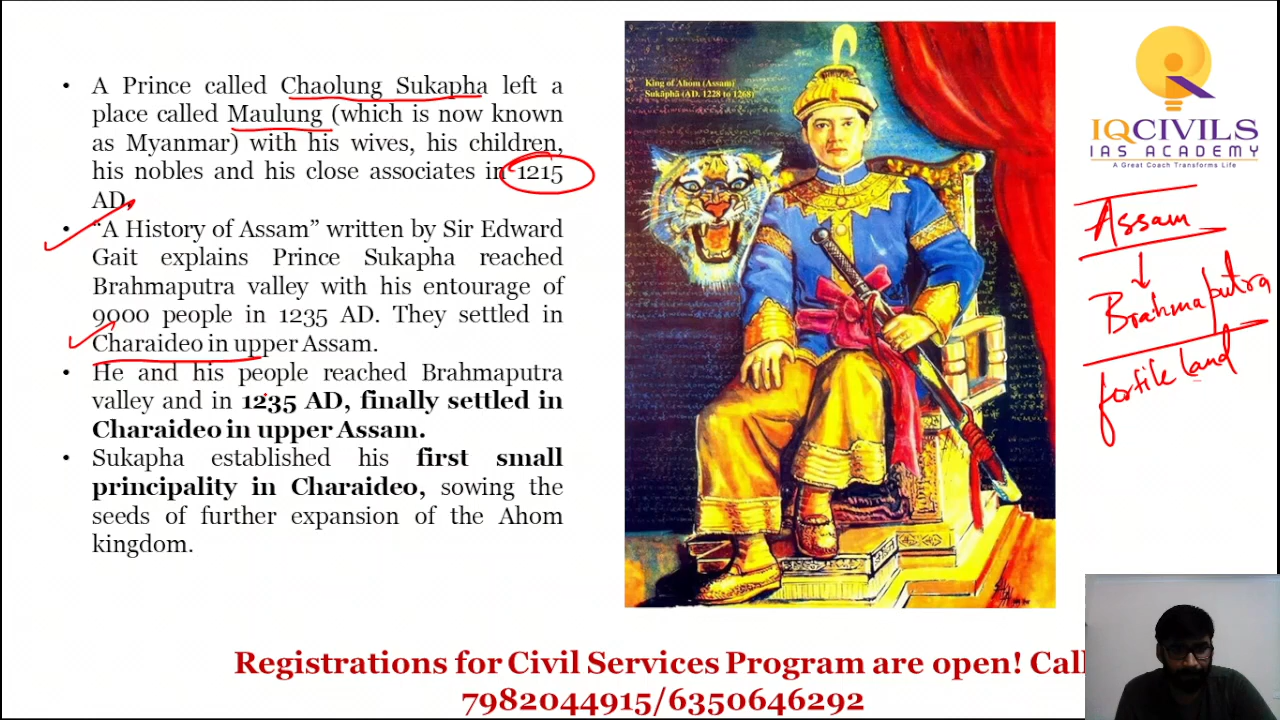 • A Prince called Chaolung Sukapha left a
place called Maulung (which is now known
as Myanmar) with his wives, his children,
his nobles and his close associates in 1215
AD.
• “A History of Assam” written by Sir Edward
Gait explains Prince Sukapha reached
Brahmaputra valley with his entourage of
9000 people in 1235 AD. They settled in
Charaideo in upper Assam.
• He and his people reached Brahmaputra
valley and in 1235 AD, finally settled in
Charaideo in upper Assam.
• Sukapha established his first small
principality in Charaideo, sowing the
seeds of further expansion of the Ahom
kingdom.
King of Ahom (Assam)
Sukāphā (AD. 1228 to 1268)
IQCIVILS
IAS ACADEMY
A Great Coach Transforms Life
Assam
Brahmaputra
fertile land
Registrations for Civil Services Program are open! Call
7982044915/6350646292